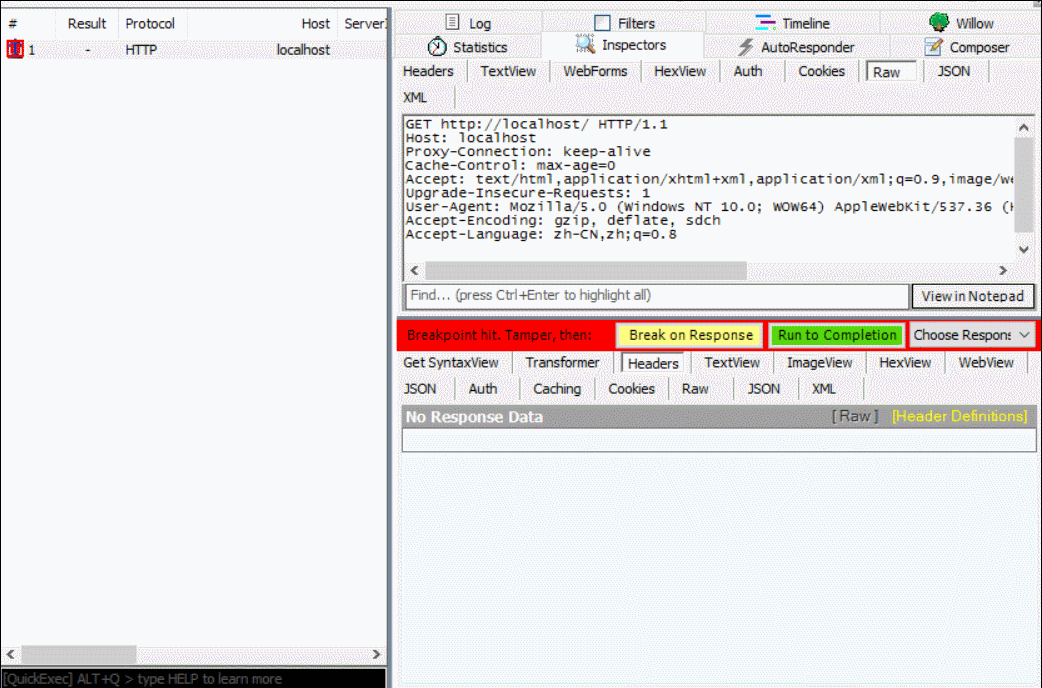 # Result Protocol Host Server
1 - HTTP localhost
Log Filters Timeline Willow
Statistics Inspectors AutoResponder Composer
Headers TextView WebForms HexView Auth Cookies Raw JSON
XML
GET http://localhost/ HTTP/1.1
Host: localhost
Proxy-Connection: keep-alive
Cache-Control: max-age=0
Accept: text/html,application/xhtml+xml,application/xml;q=0.9,image/we
Upgrade-Insecure-Requests: 1
User-Agent: Mozilla/5.0 (Windows NT 10.0; WOW64) AppleWebKit/537.36 (
Accept-Encoding: gzip, deflate, sdch
Accept-Language: zh-CN,zh;q=0.8
Find... (press Ctrl+Enter to highlight all) View in Notepad
Breakpoint hit. Tamper, then: Break on Response Run to Completion Choose Respons
Get SyntaxView Transformer Headers TextView ImageView HexView WebView
JSON Auth Caching Cookies Raw JSON XML
No Response Data [ Raw ] [Header Definitions]
[QuickExec] ALT+Q > type HELP to learn more